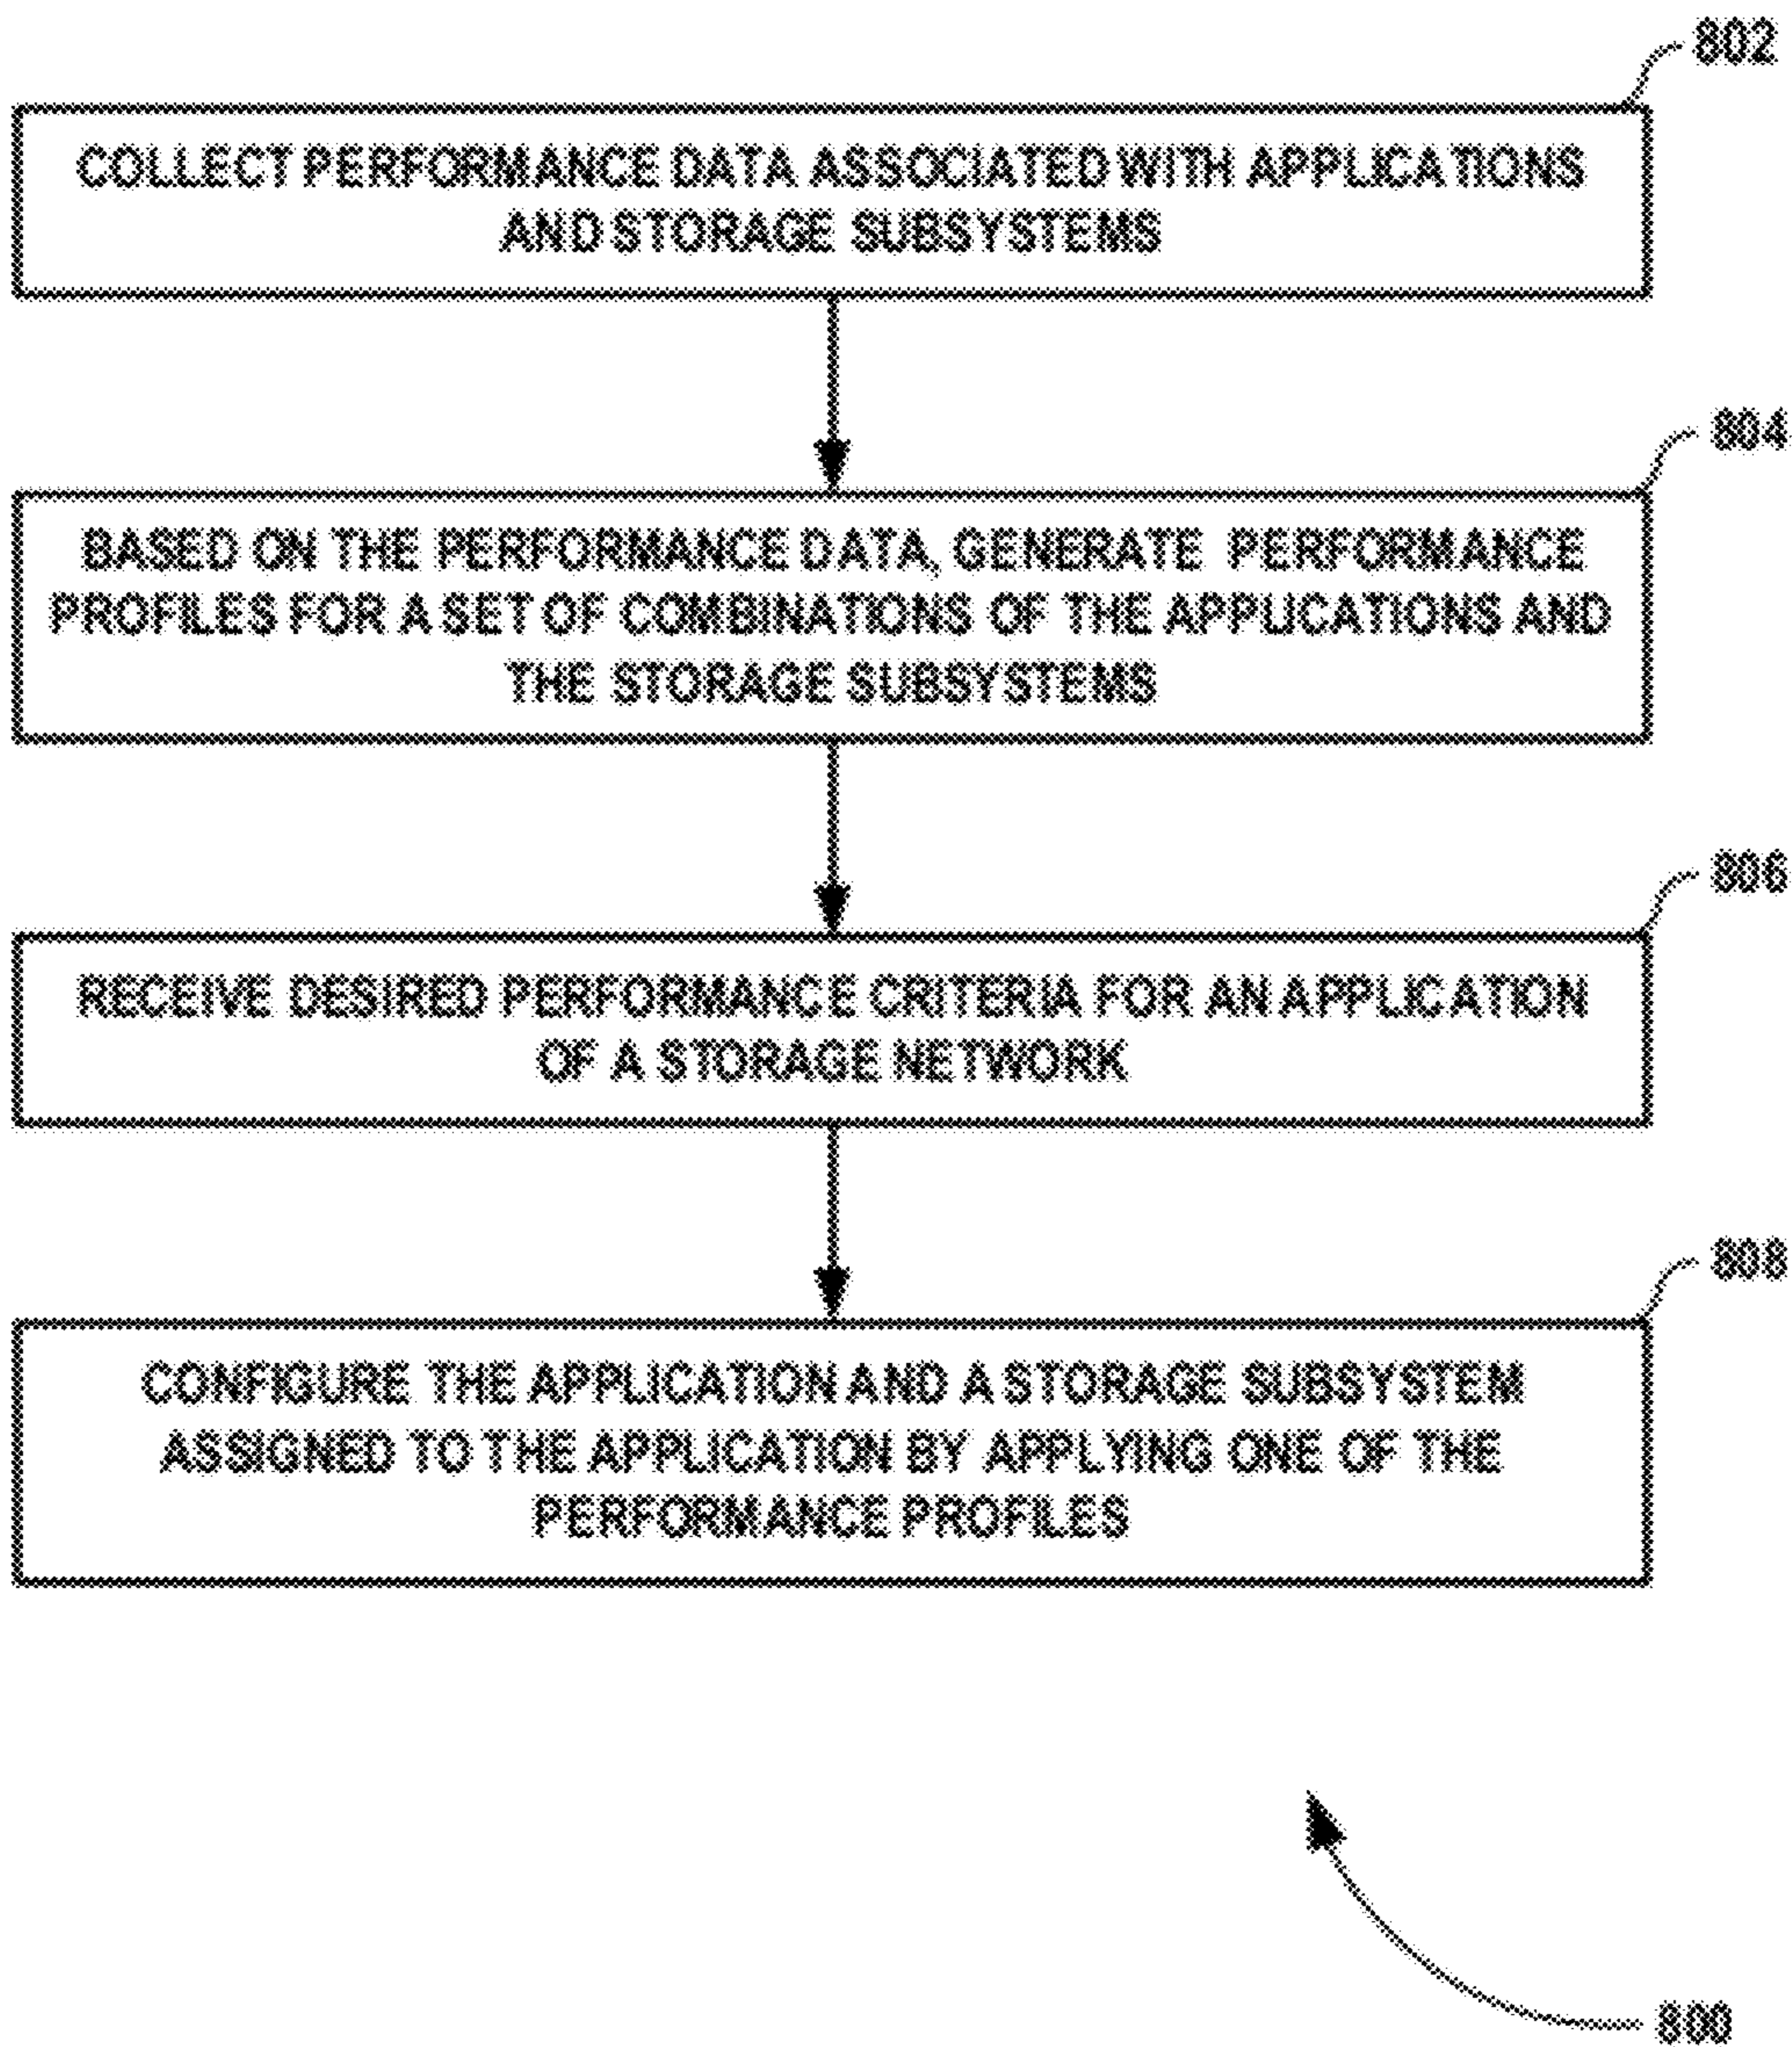 802
COLLECT PERFORMANCE DATA ASSOCIATED WITH APPLICATIONS
AND STORAGE SUBSYSTEMS
804
BASED ON THE PERFORMANCE DATA, GENERATE PERFORMANCE
PROFILES FOR A SET OF COMBINATIONS OF THE APPLICATIONS AND
THE STORAGE SUBSYSTEMS
806
RECEIVE DESIRED PERFORMANCE CRITERIA FOR AN APPLICATION
OF A STORAGE NETWORK
808
CONFIGURE THE APPLICATION AND A STORAGE SUBSYSTEM
ASSIGNED TO THE APPLICATION BY APPLYING ONE OF THE
PERFORMANCE PROFILES
800